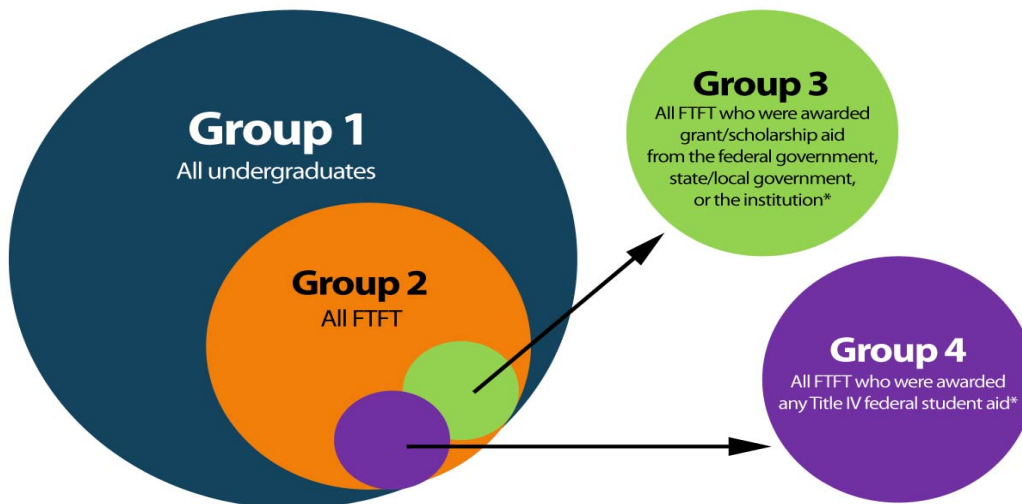 Group 1
All undergraduates
Group 2
All FTFT
Group 3
All FTFT who were awarded
grant/scholarship aid
from the federal government,
state/local government,
or the institution*
Group 4
All FTFT who were awarded
any Title IV federal student aid*